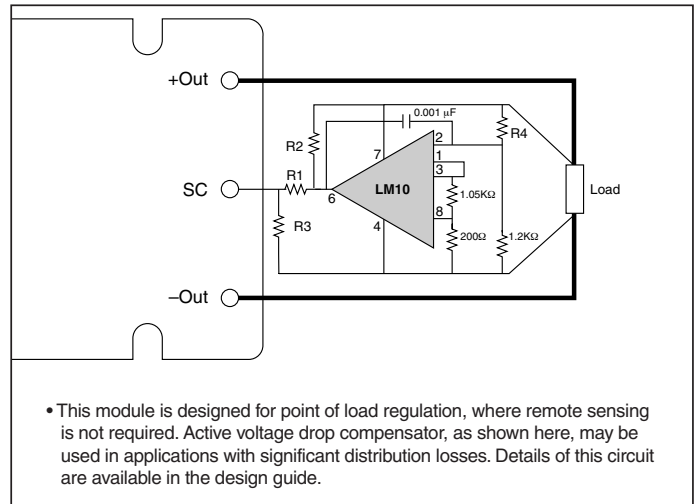 +Out
0.001 µF
R2
2
R4
7
1
R1
3
SC
LM10
1.05KΩ
Load
6
8
R3
4
200Ω
1.2KΩ
–Out
• This module is designed for point of load regulation, where remote sensing
is not required. Active voltage drop compensator, as shown here, may be
used in applications with significant distribution losses. Details of this circuit
are available in the design guide.